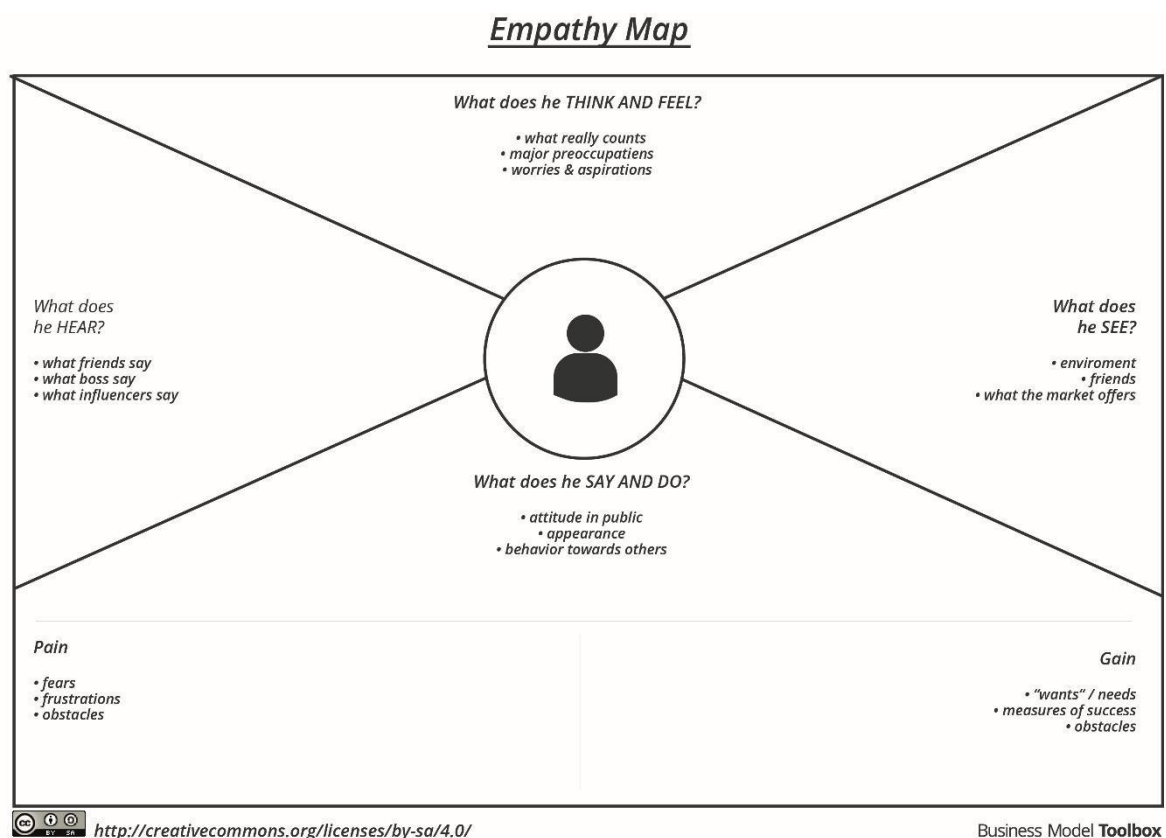 Empathy Map
What does he THINK AND FEEL?
• what really counts
• major preoccupatiens
• worries & aspirations
What does
he HEAR?
• what friends say
• what boss say
• what influencers say
What does
he SEE?
• enviroment
• friends
• what the market offers
What does he SAY AND DO?
• attitude in public
• appearance
• behavior towards others
Pain
• fears
• frustrations
• obstacles
Gain
• "wants" / needs
• measures of success
• obstacles
cc BY SA
http://creativecommons.org/licenses/by-sa/4.0/
Business Model Toolbox